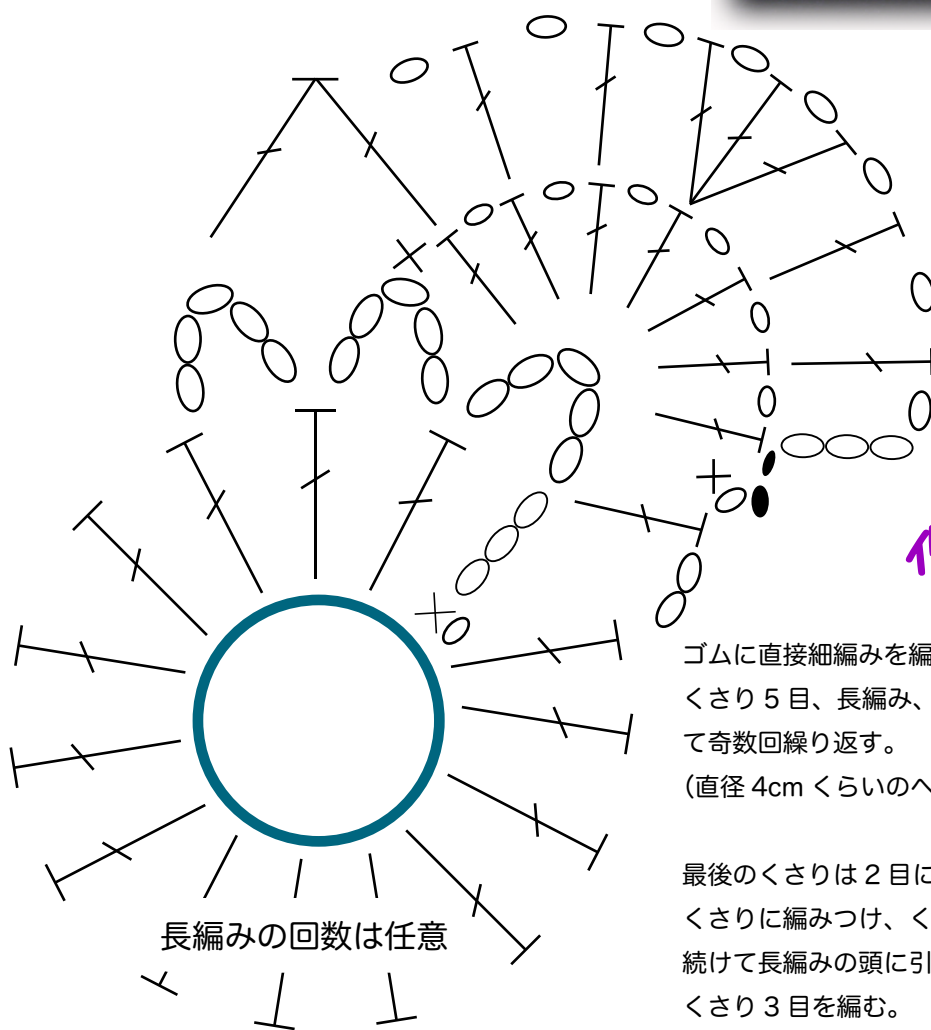 ゴムに直接細編みを編
くさり 5 目、長編み、
て奇数回繰り返す。
（直径 4cm くらいのヘ
最後のくさりは 2 目に
くさりに編みつけ、く
続けて長編みの頭に引
くさり 3 目を編む。
長編みの回数は任意